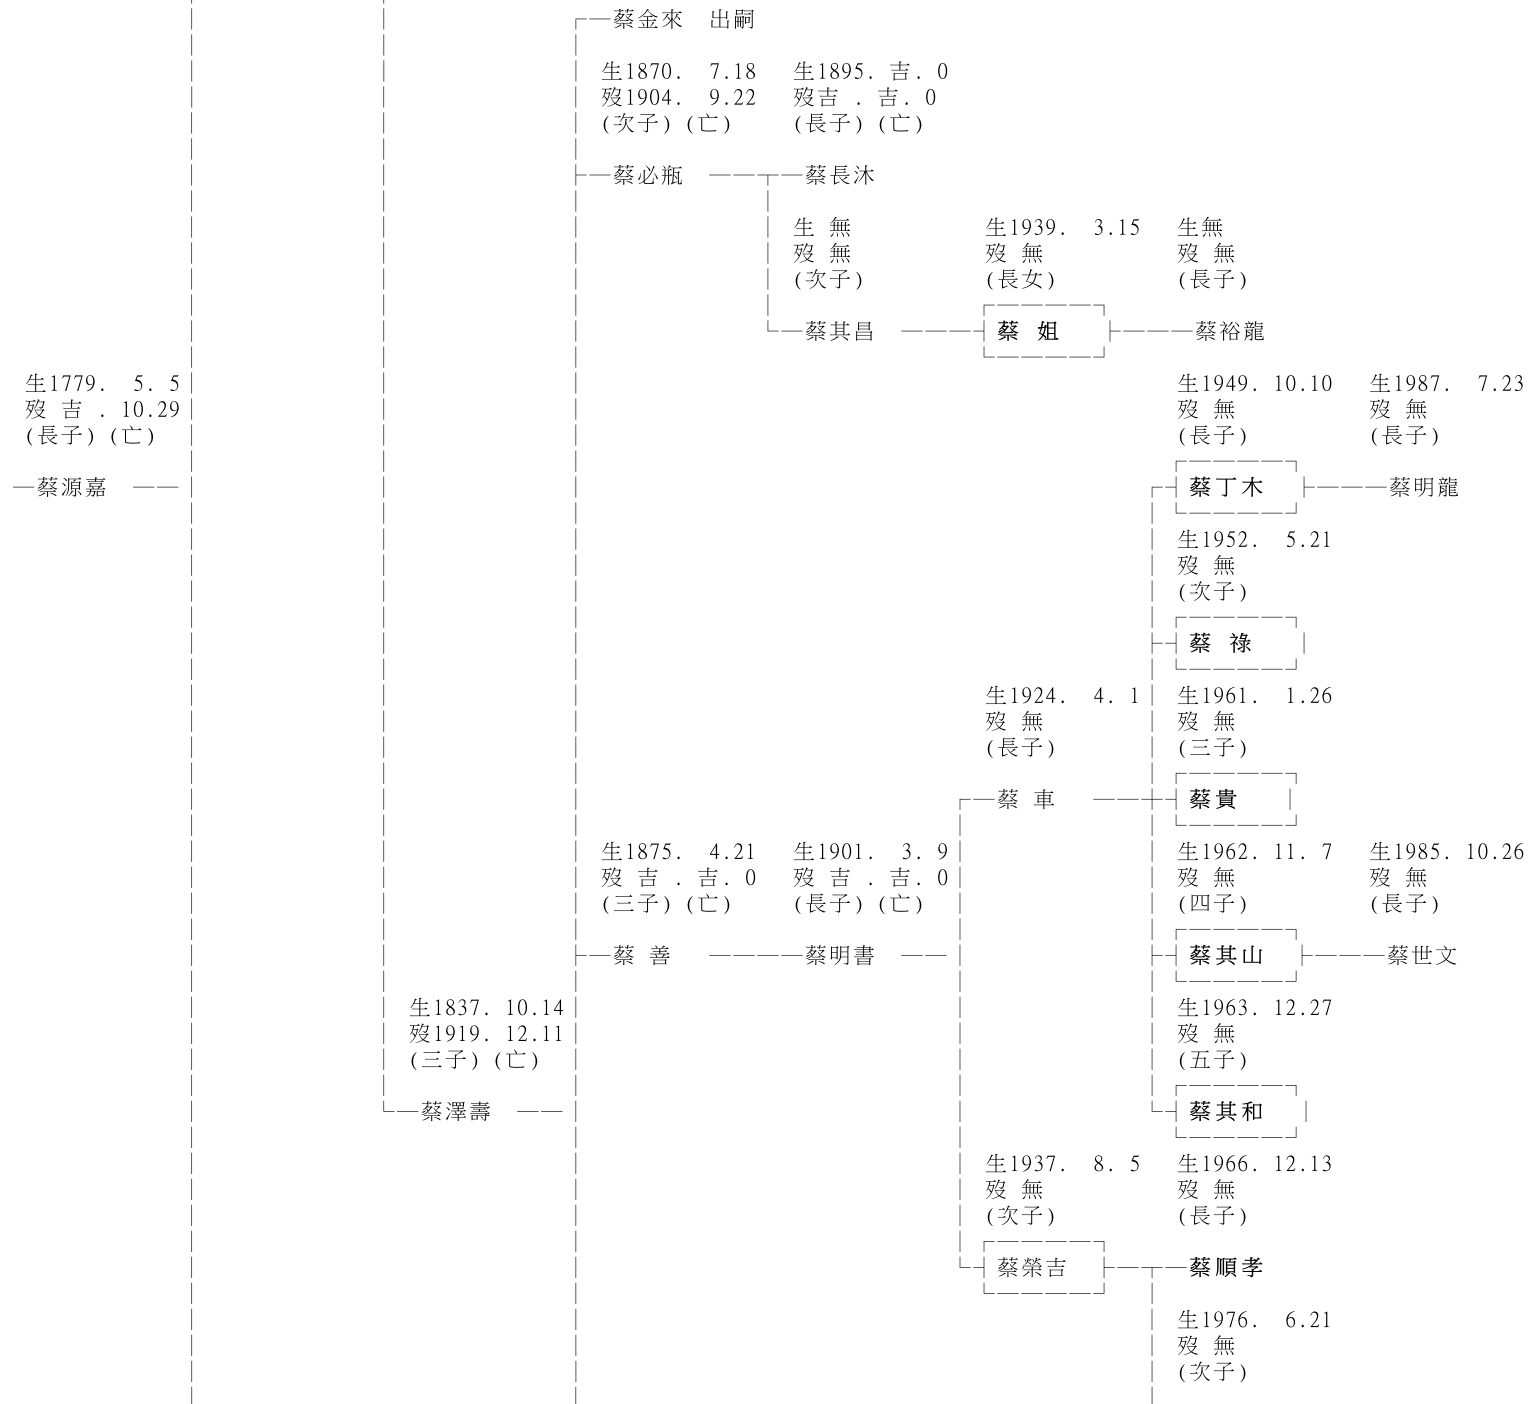 蔡金來 出嗣
生1870. 7.18 生1895. 吉. 0
歿1904. 9.22 歿吉 . 吉. 0
(次子)(亡) (長子)(亡)
蔡必瓶 蔡長沐
生 無 生1939. 3.15 生無
歿 無 歿 無 歿 無
(次子) (長女) (長子)
蔡其昌 蔡 姐 蔡裕龍
生1779. 5. 5 生1949. 10.10 生1987. 7.23
歿 吉 . 10.29 歿 無 歿 無
(長子)(亡) (長子) (長子)
蔡源嘉 蔡丁木 蔡明龍
生1952. 5.21
歿 無
(次子)
蔡 祿
生1924. 4. 1 生1961. 1.26
歿 無 歿 無
(長子) (三子)
蔡 車 蔡貴
生1875. 4.21 生1901. 3. 9 生1962. 11. 7 生1985. 10.26
歿 吉 . 吉. 0 歿 吉 . 吉. 0 歿 無 歿 無
(三子)(亡) (長子)(亡) (四子) (長子)
蔡 善 蔡明書 蔡其山 蔡世文
生1837. 10.14 生1963. 12.27
歿1919. 12.11 歿 無
(三子)(亡) (五子)
蔡澤壽 蔡其和
生1937. 8. 5 生1966. 12.13
歿 無 歿 無
(次子) (長子)
蔡榮吉 蔡順孝
生1976. 6.21
歿 無
(次子)